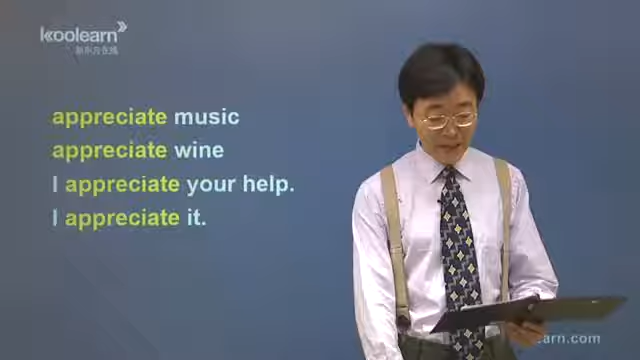 koolearn
新东方在线
appreciate music
appreciate wine
I appreciate your help.
I appreciate it.
earn.com